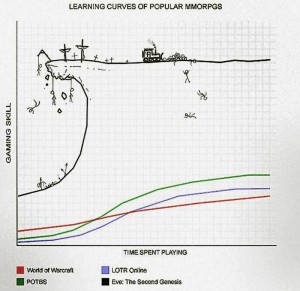 LEARNING CURVES OF POPULAR MMORPGS
GAMING SKILL
TIME SPENT PLAYING
World of Warcraft
LOTR Online
POTBS
Eve: The Second Genesis